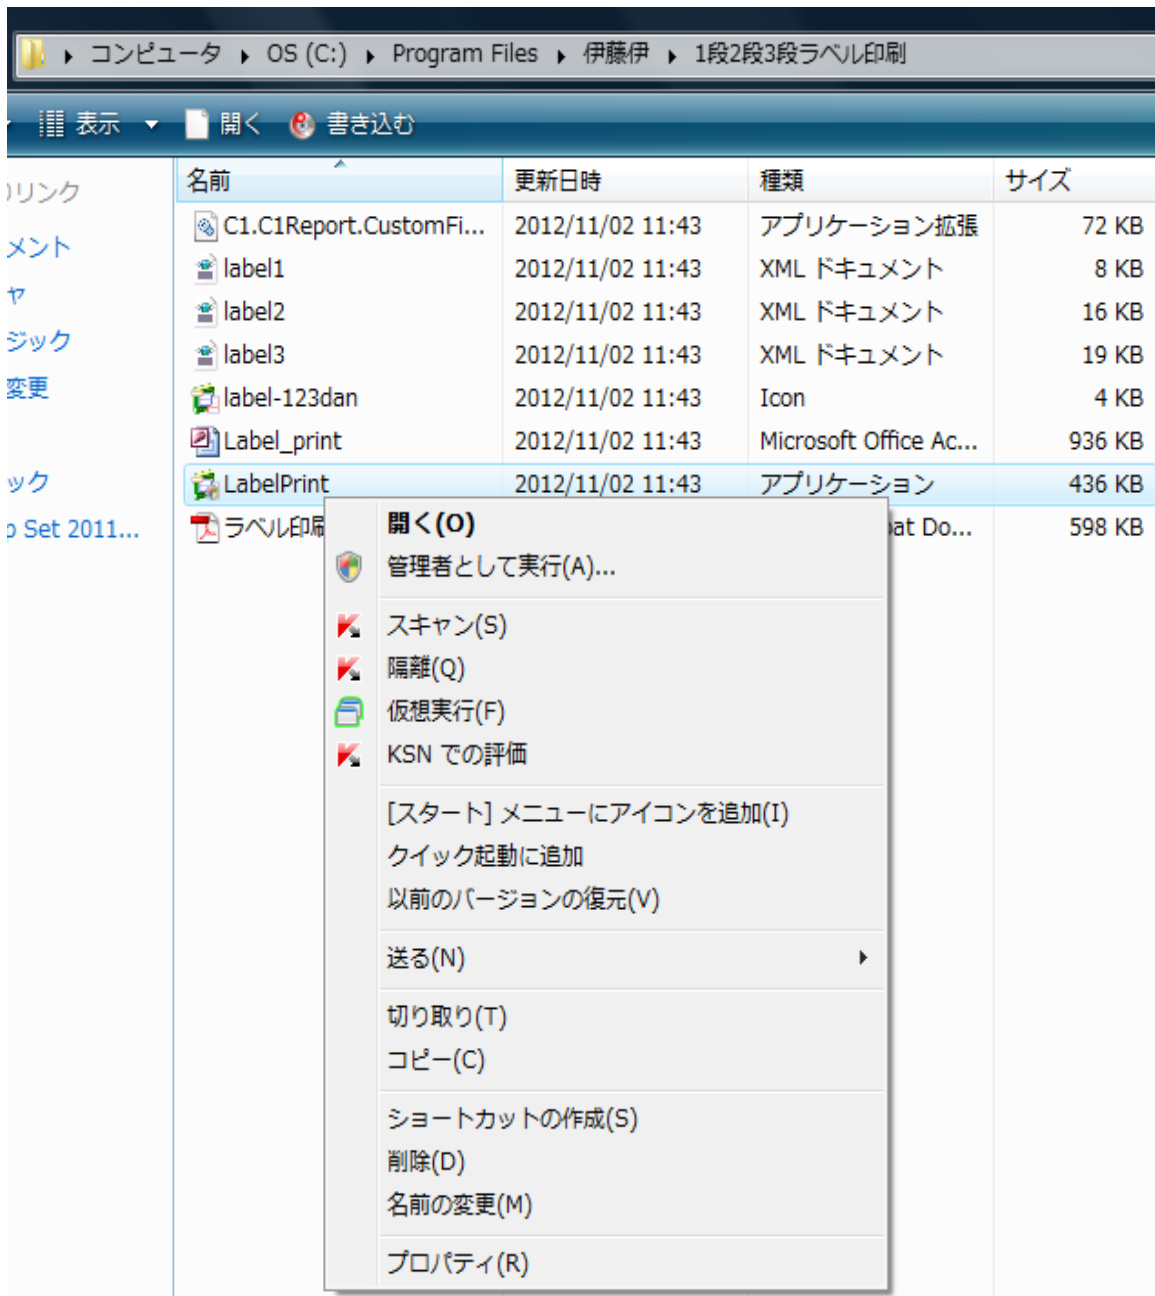 コンピュータ ▸ OS (C:) ▸ Program Files ▸ 伊藤伊 ▸ 1段2段3段ラベル印刷
表示 開く 書き込む
リンク
メント
ャ
ジック
変更
ック
Set 2011...
名前 更新日時 種類 サイズ
C1.C1Report.CustomFi... 2012/11/02 11:43 アプリケーション拡張 72 KB
label1 2012/11/02 11:43 XML ドキュメント 8 KB
label2 2012/11/02 11:43 XML ドキュメント 16 KB
label3 2012/11/02 11:43 XML ドキュメント 19 KB
label-123dan 2012/11/02 11:43 Icon 4 KB
Label_print 2012/11/02 11:43 Microsoft Office Ac... 936 KB
LabelPrint 2012/11/02 11:43 アプリケーション 436 KB
ラベル印刷 at Do... 598 KB
開く(O)
管理者として実行(A)...
スキャン(S)
隔離(Q)
仮想実行(F)
KSN での評価
[スタート] メニューにアイコンを追加(I)
クイック起動に追加
以前のバージョンの復元(V)
送る(N)
切り取り(T)
コピー(C)
ショートカットの作成(S)
削除(D)
名前の変更(M)
プロパティ(R)